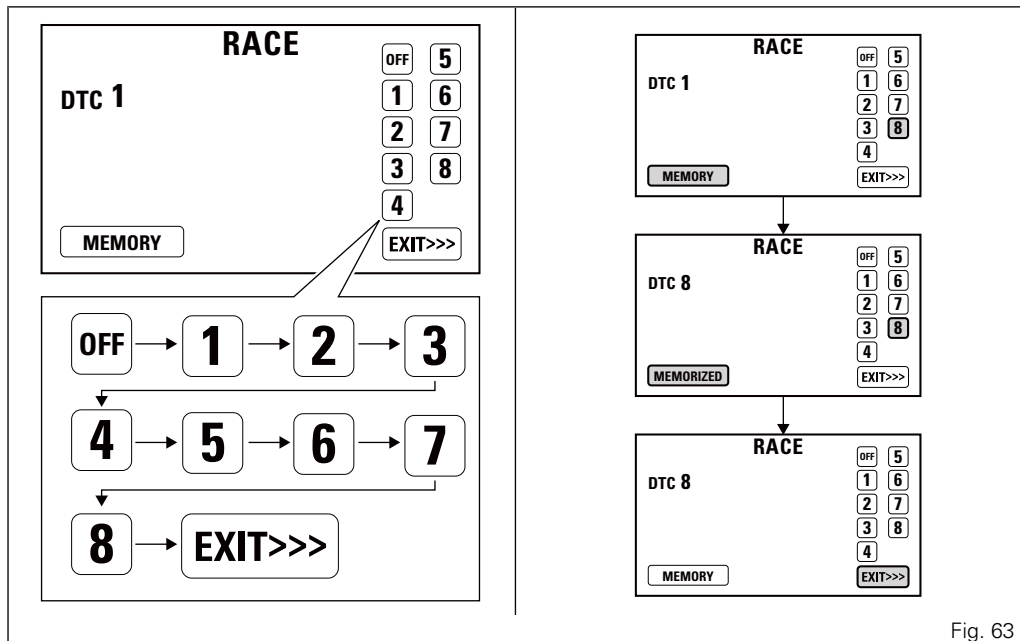 RACE
OFF 5
DTC 1
1 6
2 7
3 8
4
MEMORY
EXIT>>>
OFF 1 2 3
4 5 6 7
8 EXIT>>>
RACE
OFF 5
DTC 1
1 6
2 7
3 8
4
MEMORY
EXIT>>>
RACE
OFF 5
DTC 8
1 6
2 7
3 8
4
MEMORIZED
EXIT>>>
RACE
OFF 5
DTC 8
1 6
2 7
3 8
4
MEMORY
EXIT>>>
Fig. 63